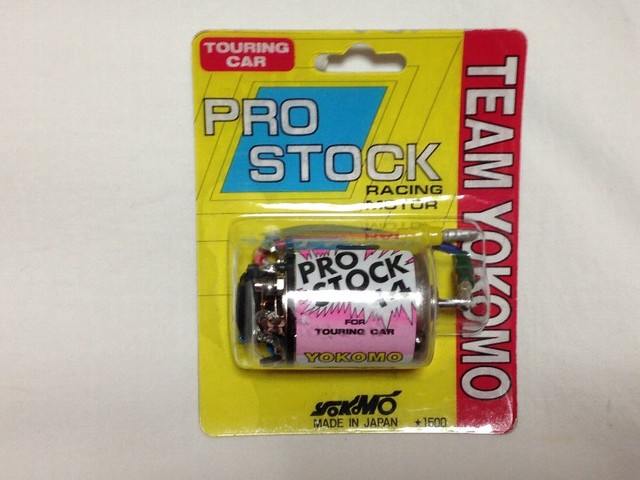 TOURING
CAR
PRO
STOCK
RACING
MOTOR
TEAM YOKOMO
PRO
STOCK
14
FOR
TOURING CAR
YOKOMO
YOKOMO
MADE IN JAPAN ★1500